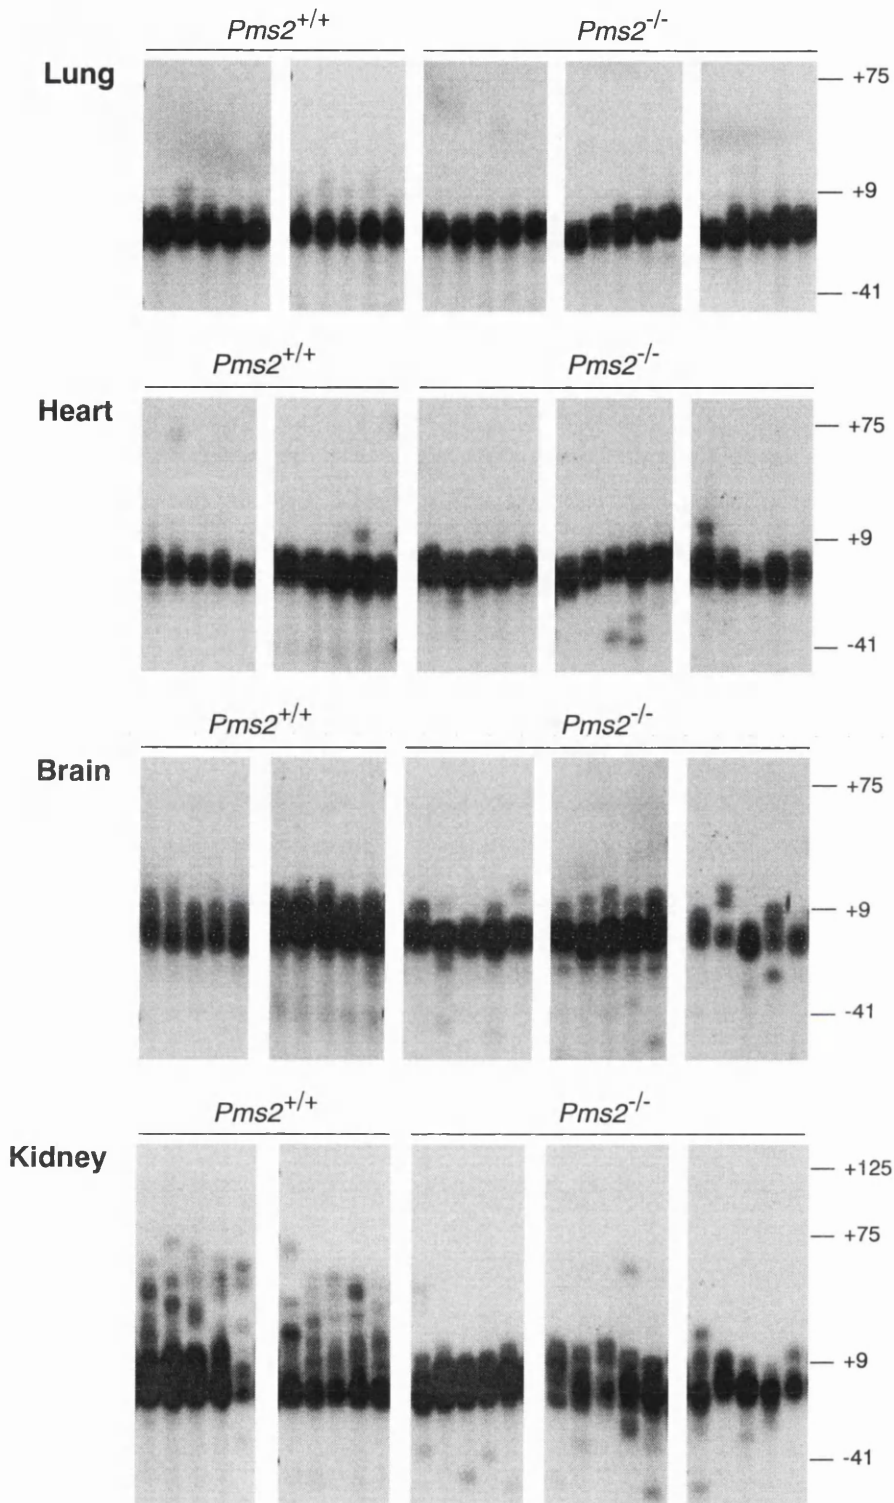 Pms2+/+ Pms2-/-
Lung
+75
+9
-41
Pms2+/+ Pms2-/-
Heart
+75
+9
-41
Pms2+/+ Pms2-/-
Brain
+75
+9
-41
Pms2+/+ Pms2-/-
Kidney
+125
+75
+9
-41